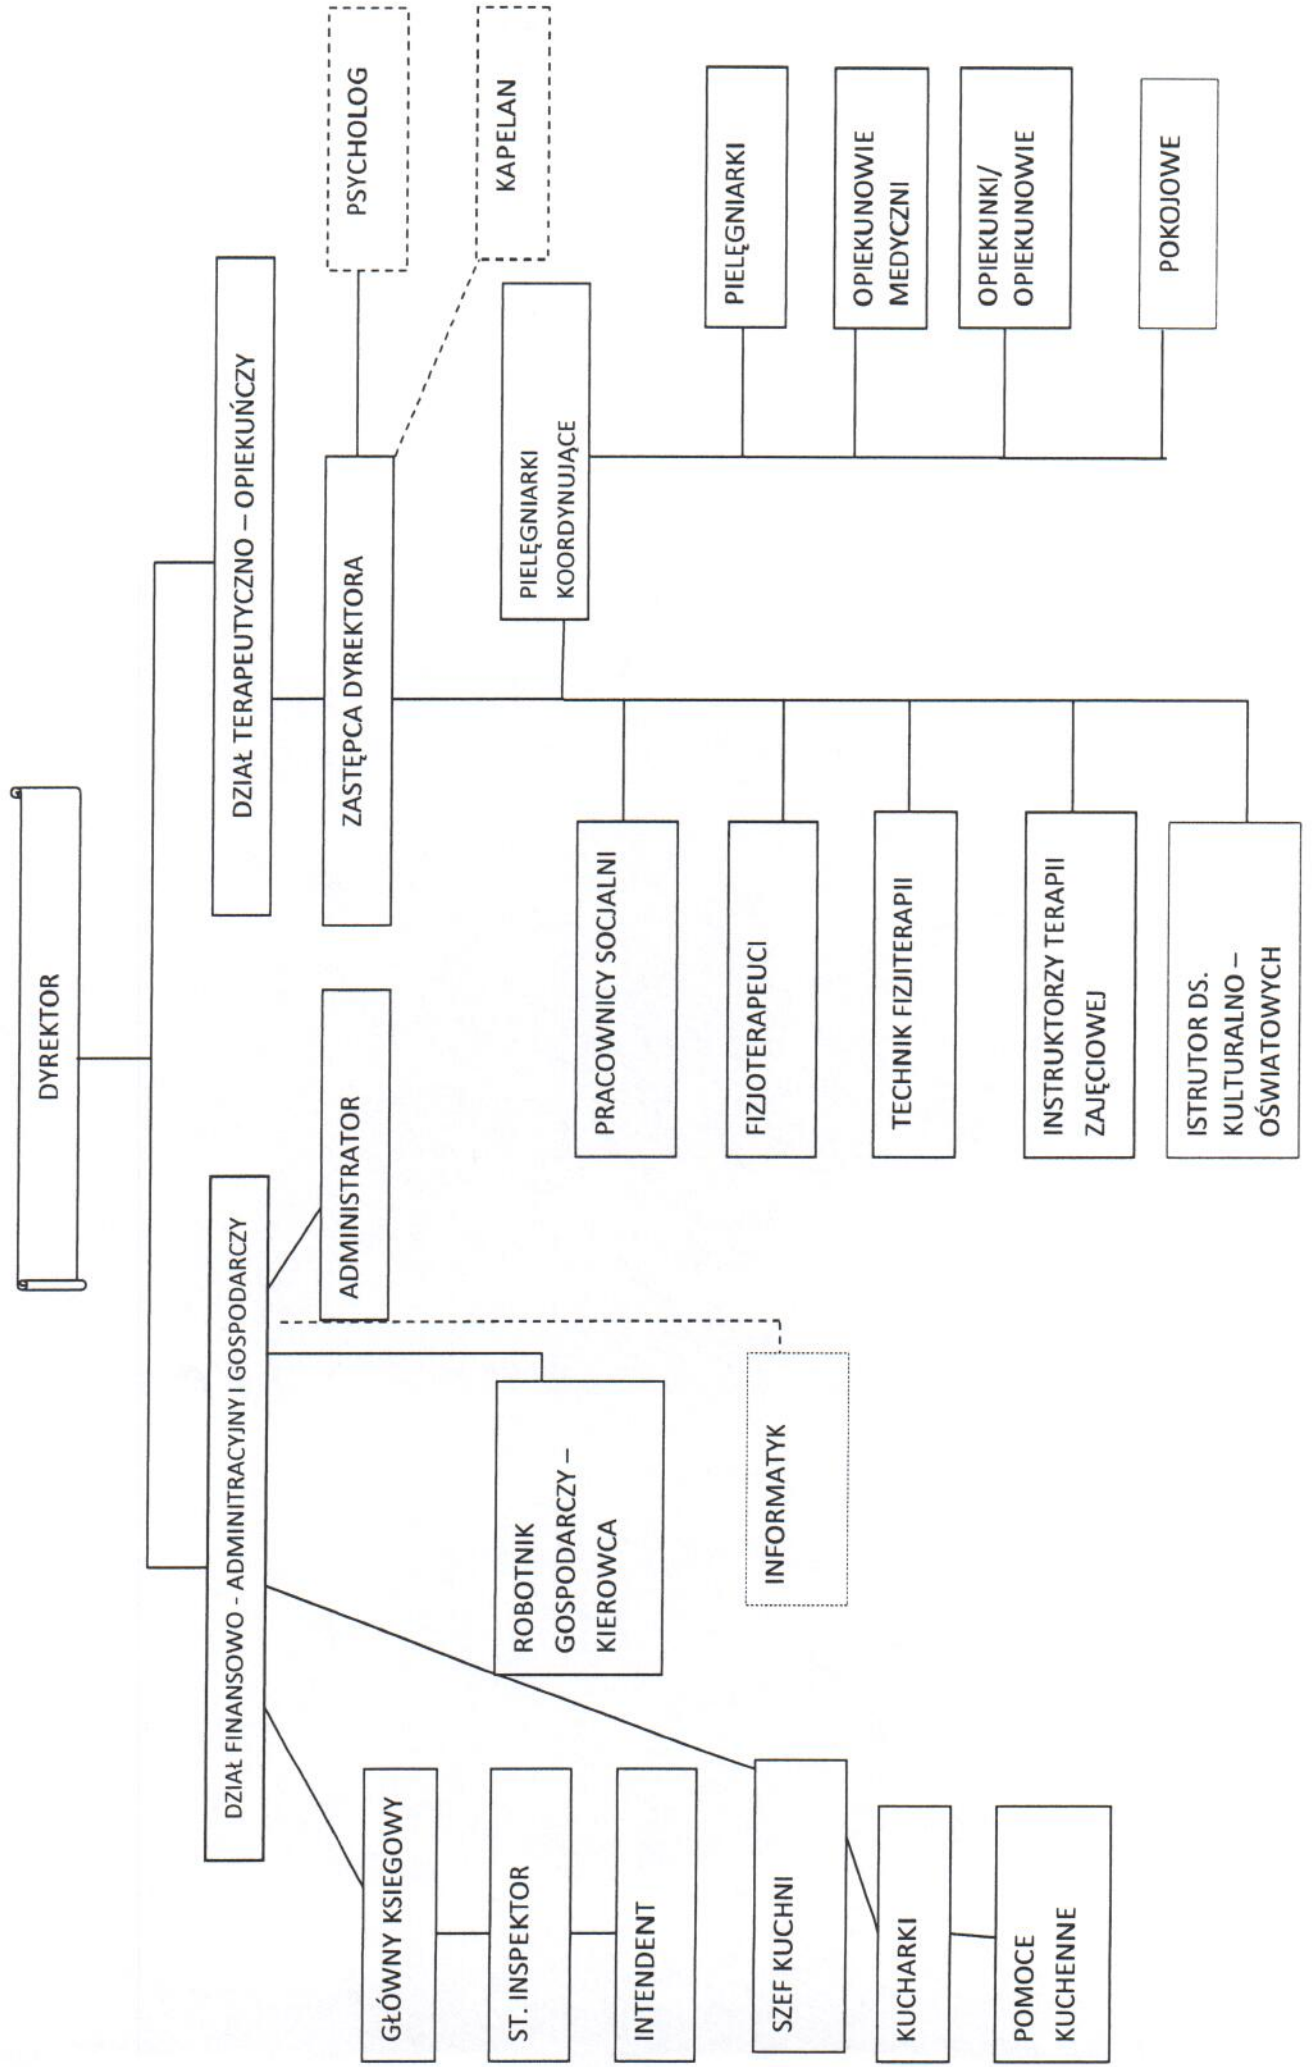 DYREKTOR
DZIAŁ FINANSOWO - ADMINITRACYJNY I GOSPODARCZY
DZIAŁ TERAPEUTYCZNO – OPIEKUŃCZY
GŁÓWNY KSIEGOWY
ST. INSPEKTOR
INTENDENT
SZEF KUCHNI
KUCHARKI
POMOCE
KUCHENNE
ROBOTNIK
GOSPODARCZY –
KIEROWCA
INFORMATYK
ADMINISTRATOR
ZASTĘPCA DYREKTORA
PSYCHOLOG
KAPELAN
PRACOWNICY SOCJALNI
FIZJOTERAPEUCI
TECHNIK FIZJITERAPII
INSTRUKTORZY TERAPII
ZAJĘCIOWEJ
ISTRUTOR DS.
KULTURALNO –
OŚWIATOWYCH
PIELĘGNIARKI
KOORDYNUJĄCE
PIELĘGNIARKI
OPIEKUNOWIE
MEDYCZNI
OPIEKUNKI/
OPIEKUNOWIE
POKOJOWE